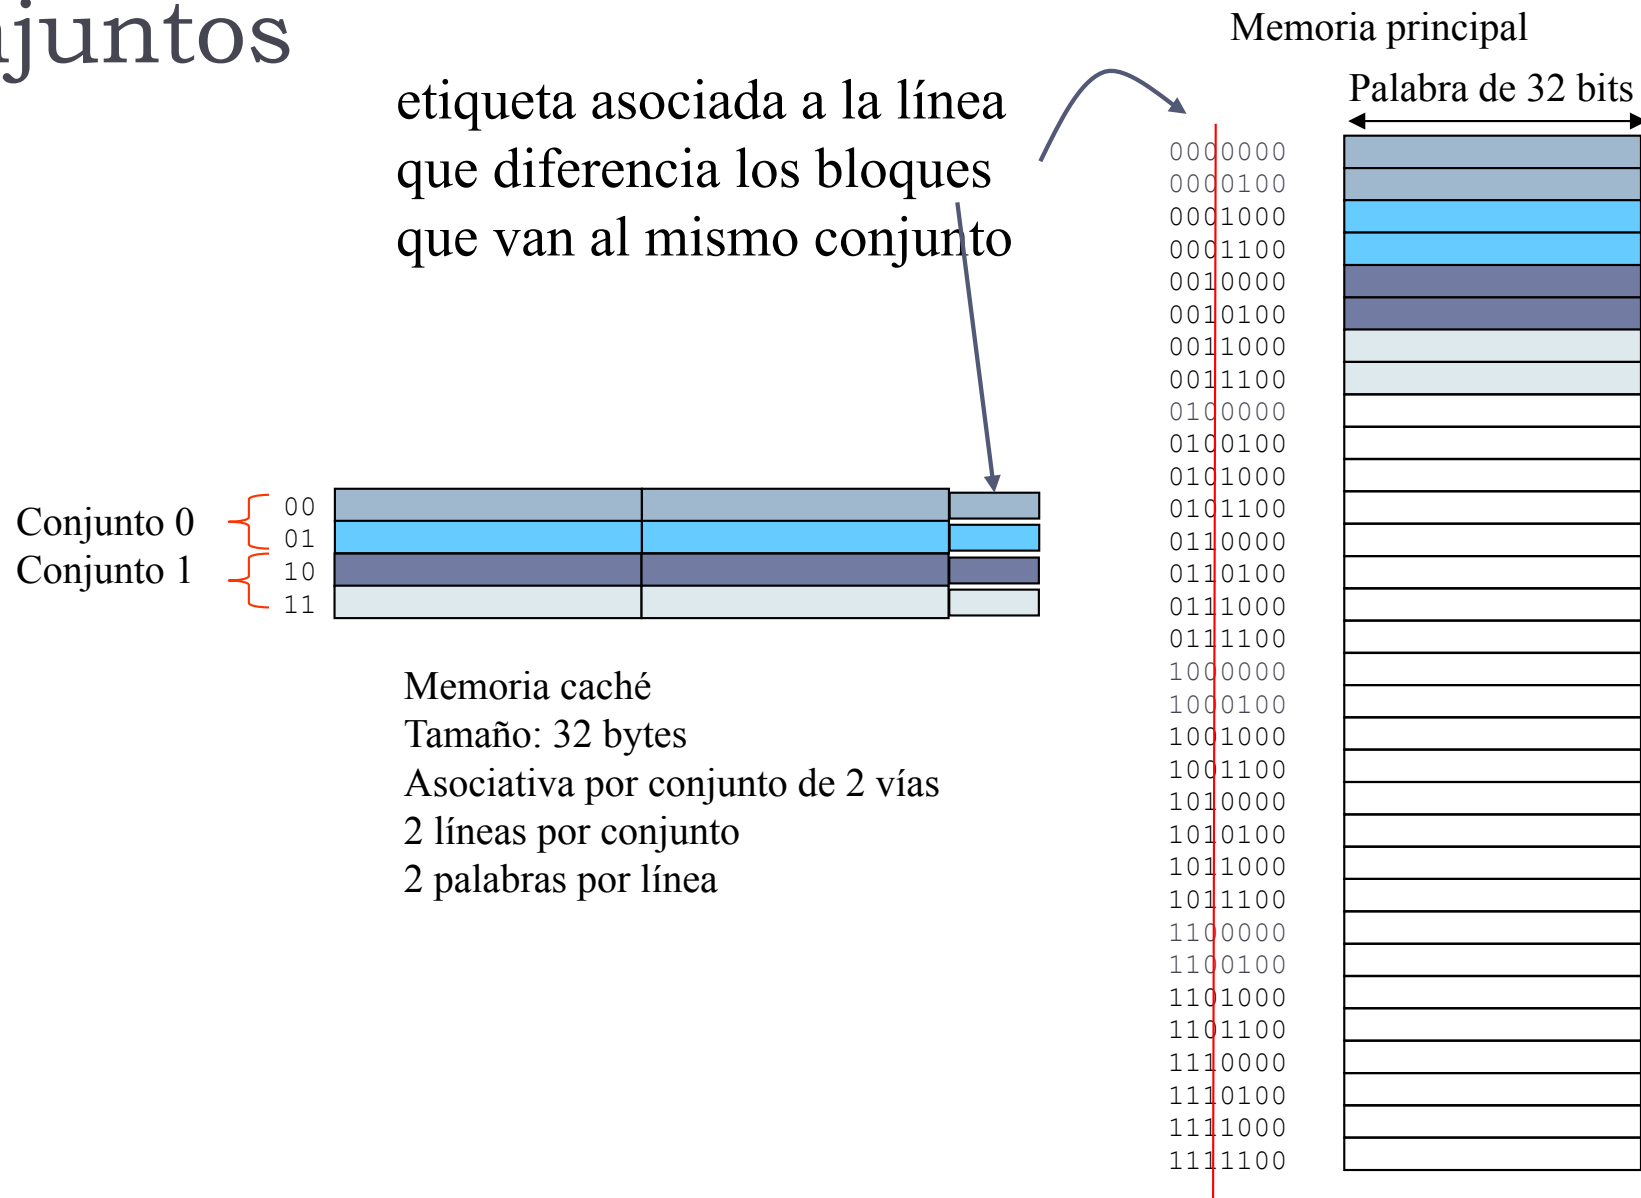 njuntos
Memoria principal
Palabra de 32 bits
etiqueta asociada a la línea
que diferencia los bloques
que van al mismo conjunto
0000000
0000100
0001000
0001100
0010000
0010100
0011000
0011100
0100000
0100100
0101000
0101100
0110000
0110100
0111000
0111100
1000000
1000100
1001000
1001100
1010000
1010100
1011000
1011100
1100000
1100100
1101000
1101100
1110000
1110100
1111000
1111100
Conjunto 0
Conjunto 1
00
01
10
11
Memoria caché
Tamaño: 32 bytes
Asociativa por conjunto de 2 vías
2 líneas por conjunto
2 palabras por línea